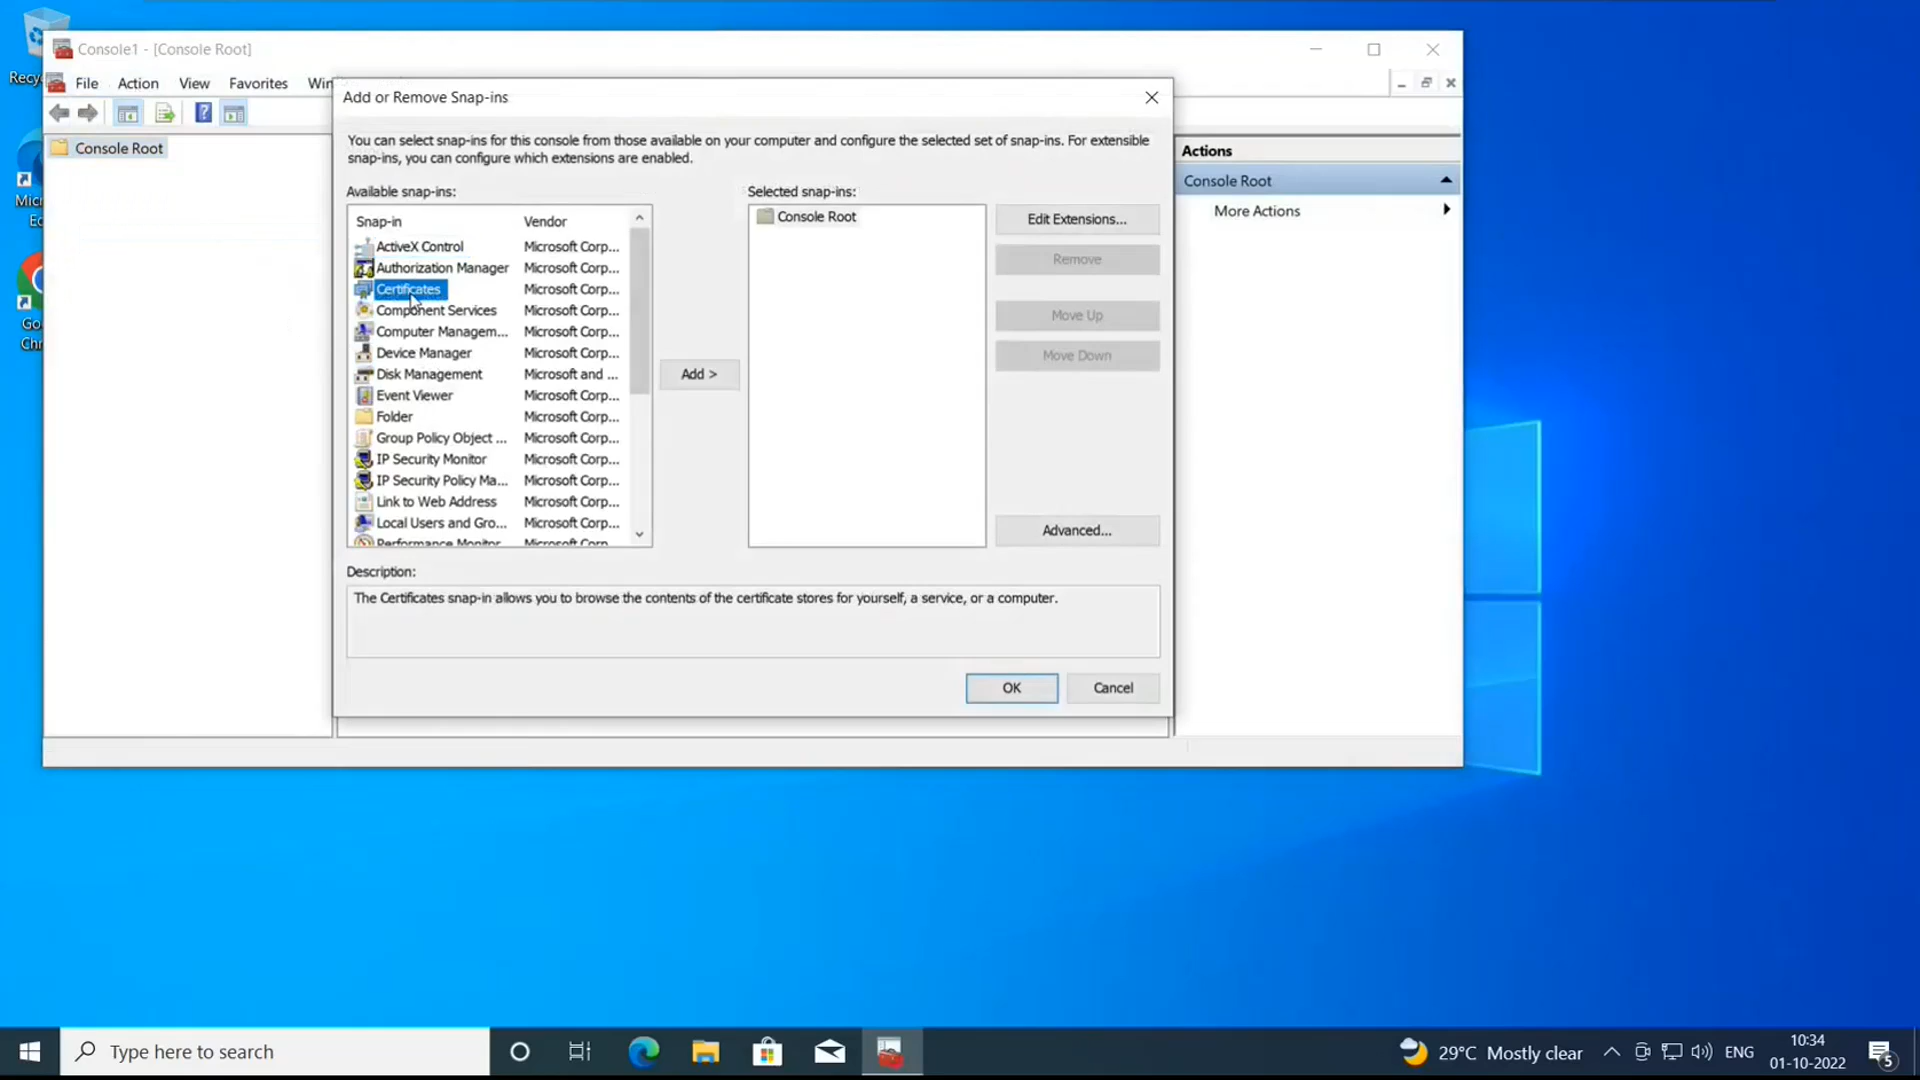 Console1 - [Console Root]
File Action View Favorites
Add or Remove Snap-ins
You can select snap-ins for this console from those available on your computer and configure the selected set of snap-ins. For extensible
snap-ins, you can configure which extensions are enabled.
Console Root
Available snap-ins:
Selected snap-ins:
Snap-in Vendor
ActiveX Control Microsoft Corp...
Authorization Manager Microsoft Corp...
Certificates Microsoft Corp...
Component Services Microsoft Corp...
Computer Managem... Microsoft Corp...
Device Manager Microsoft Corp...
Disk Management Microsoft and ...
Event Viewer Microsoft Corp...
Folder Microsoft Corp...
Group Policy Object ... Microsoft Corp...
IP Security Monitor Microsoft Corp...
IP Security Policy Ma... Microsoft Corp...
Link to Web Address Microsoft Corp...
Local Users and Gro... Microsoft Corp...
Performance Monitor Microsoft Corp
Add >
Console Root
Edit Extensions...
Remove
Move Up
Move Down
Advanced...
Description:
The Certificates snap-in allows you to browse the contents of the certificate stores for yourself, a service, or a computer.
OK
Cancel
Actions
Console Root
More Actions
Type here to search
29°C Mostly clear
ENG
10:34
01-10-2022
5